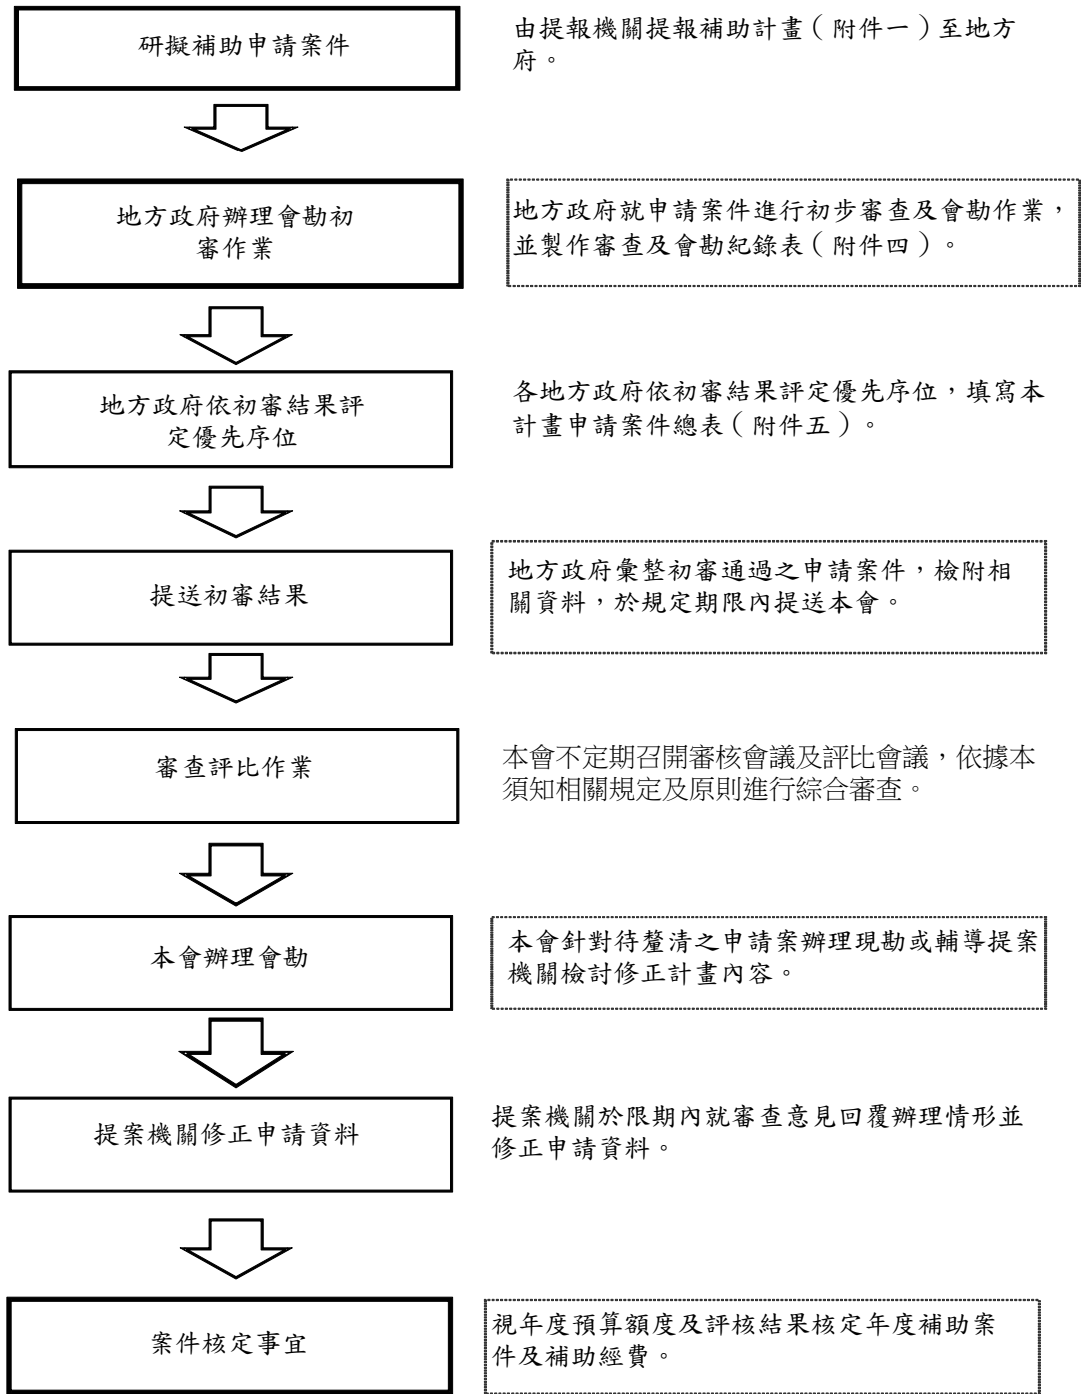 研擬補助申請案件
由提報機關提報補助計畫（附件一）至地方
府。
地方政府辦理會勘初
審作業
地方政府就申請案件進行初步審查及會勘作業，
並製作審查及會勘紀錄表（附件四）。
地方政府依初審結果評
定優先序位
各地方政府依初審結果評定優先序位，填寫本
計畫申請案件總表（附件五）。
提送初審結果
地方政府彙整初審通過之申請案件，檢附相
關資料，於規定期限內提送本會。
審查評比作業
本會不定期召開審核會議及評比會議，依據本
須知相關規定及原則進行綜合審查。
本會辦理會勘
本會針對待釐清之申請案辦理現勘或輔導提案
機關檢討修正計畫內容。
提案機關修正申請資料
提案機關於限期內就審查意見回覆辦理情形並
修正申請資料。
案件核定事宜
視年度預算額度及評核結果核定年度補助案
件及補助經費。